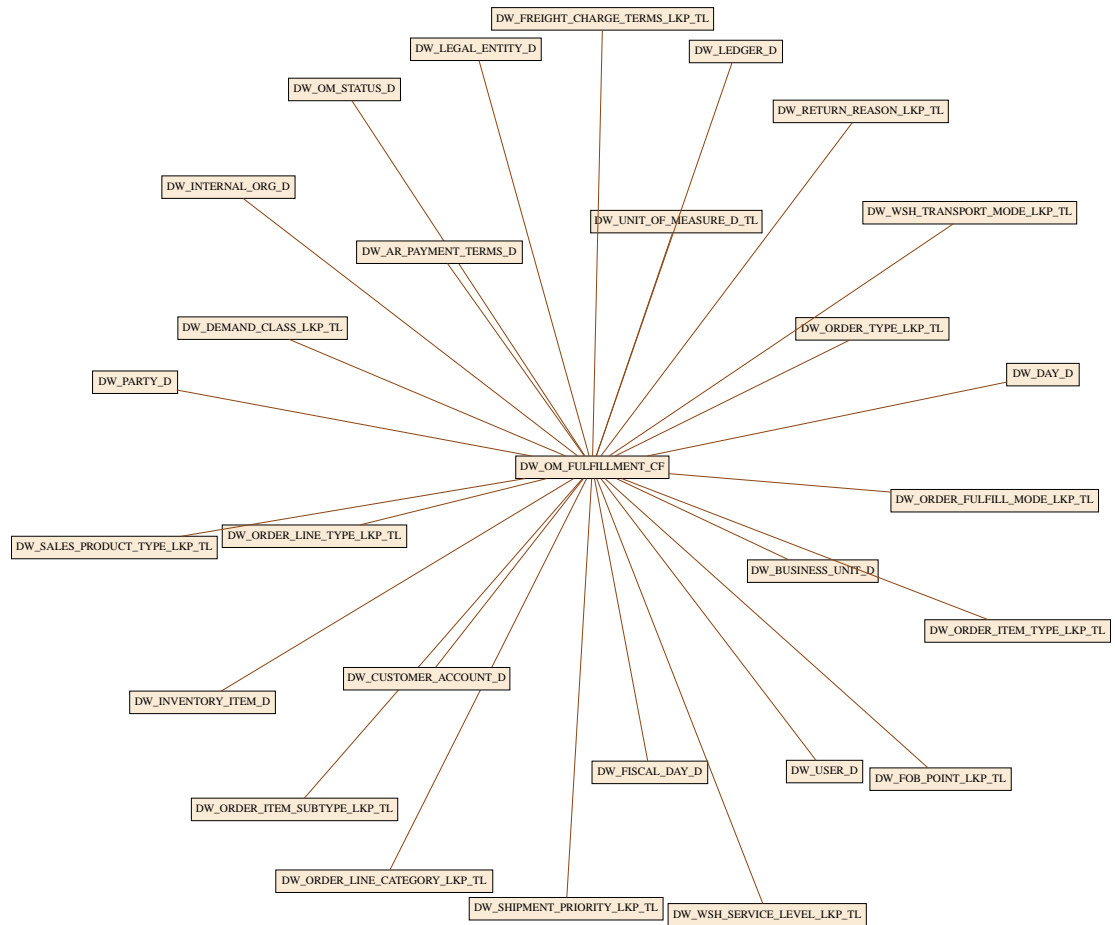 DW_FREIGHT_CHARGE_TERMS_LKP_TL
DW_LEGAL_ENTITY_D
DW_LEDGER_D
DW_OM_STATUS_D
DW_RETURN_REASON_LKP_TL
DW_INTERNAL_ORG_D
DW_UNIT_OF_MEASURE_D_TL
DW_WSH_TRANSPORT_MODE_LKP_TL
DW_AR_PAYMENT_TERMS_D
DW_DEMAND_CLASS_LKP_TL
DW_ORDER_TYPE_LKP_TL
DW_PARTY_D
DW_DAY_D
DW_OM_FULFILLMENT_CF
DW_ORDER_FULFILL_MODE_LKP_TL
DW_SALES_PRODUCT_TYPE_LKP_TL
DW_ORDER_LINE_TYPE_LKP_TL
DW_BUSINESS_UNIT_D
DW_ORDER_ITEM_TYPE_LKP_TL
DW_CUSTOMER_ACCOUNT_D
DW_INVENTORY_ITEM_D
DW_FISCAL_DAY_D
DW_USER_D
DW_FOB_POINT_LKP_TL
DW_ORDER_ITEM_SUBTYPE_LKP_TL
DW_ORDER_LINE_CATEGORY_LKP_TL
DW_SHIPMENT_PRIORITY_LKP_TL
DW_WSH_SERVICE_LEVEL_LKP_TL